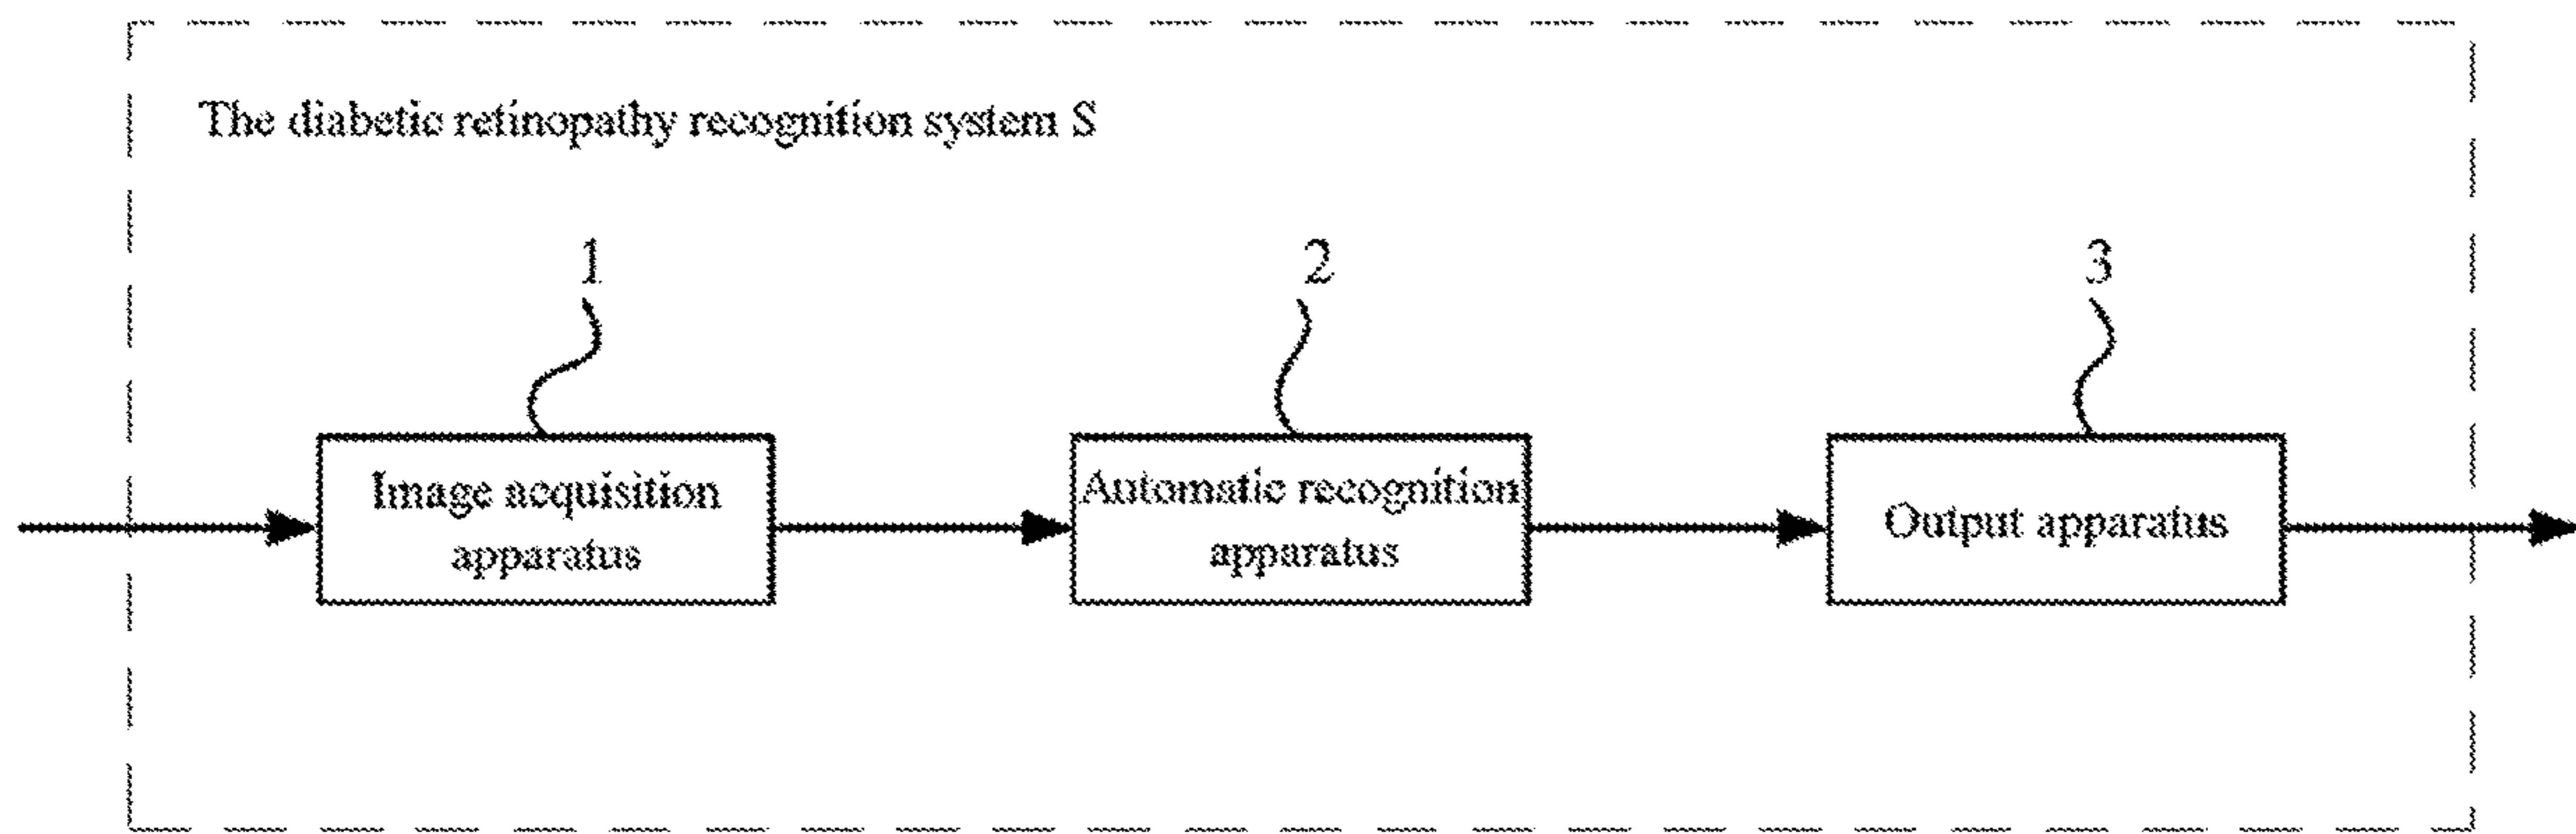 The diabetic retinopathy recognition system S
1
2
3
Image acquisition
apparatus
Automatic recognition
apparatus
Output apparatus